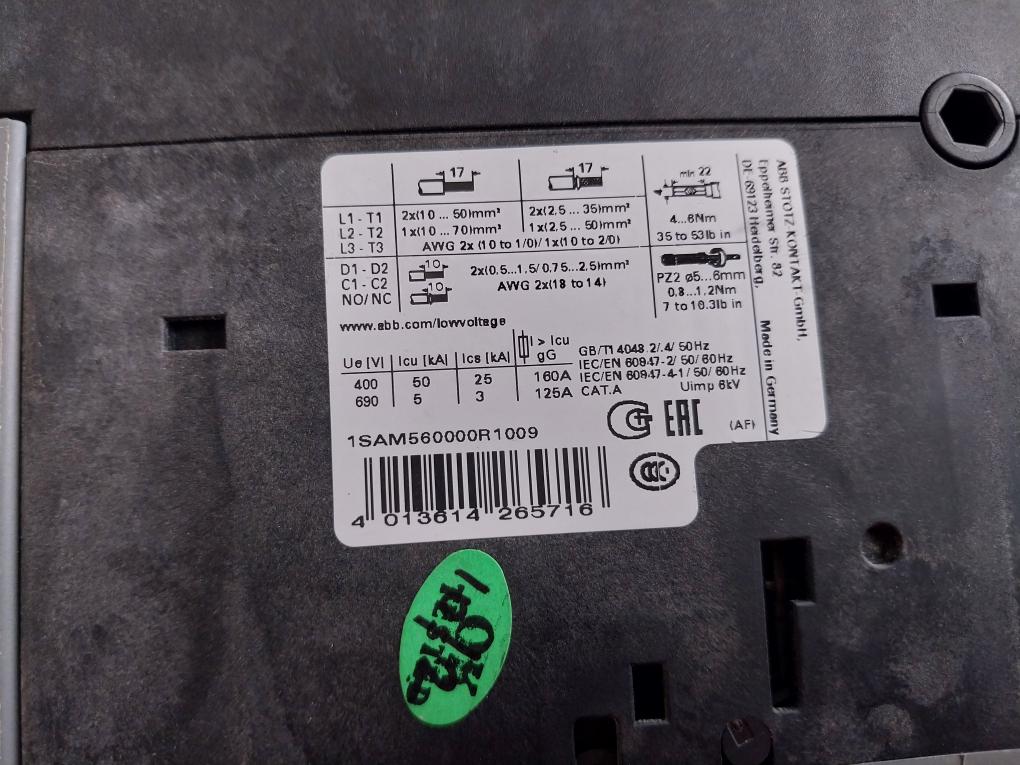 17
17
min 22
L1 - T1
L2 - T2
L3 - T3
2x(10 ... 50)mm²
1x(10 ... 70)mm²
2x(2.5 ... 35)mm²
1x(2.5 ... 50)mm²
AWG 2x (10 to 1/0)/1x(10 to 2/0)
4...6Nm
35 to 53lb in
D1 - D2
C1 - C2
NO/NC
10
10
2x(0.5...1.5/0.75...2.5)mm²
AWG 2x(18 to 14)
PZ2 ø5...6mm
0.8...1.2Nm
7 to 10.3lb in
www.abb.com/lowvoltage
Ue [V] Icu [kA] Ics [kA] I > Icu gG
400 50 25 160A
690 5 3 125A
GB/T14048.2/.4/ 50Hz
IEC/EN 60947-2/ 50/60Hz
IEC/EN 60947-4-1/ 50/60Hz
CAT.A Uimp 6kV
EAC
(AF)
1SAM560000R1009
CCC
4 013614 265716
ABB STOTZ-KONTAKT-GmbH,
Eppelheimer Str. 82
DE-69123 Heidelberg, Made in Germany
OK